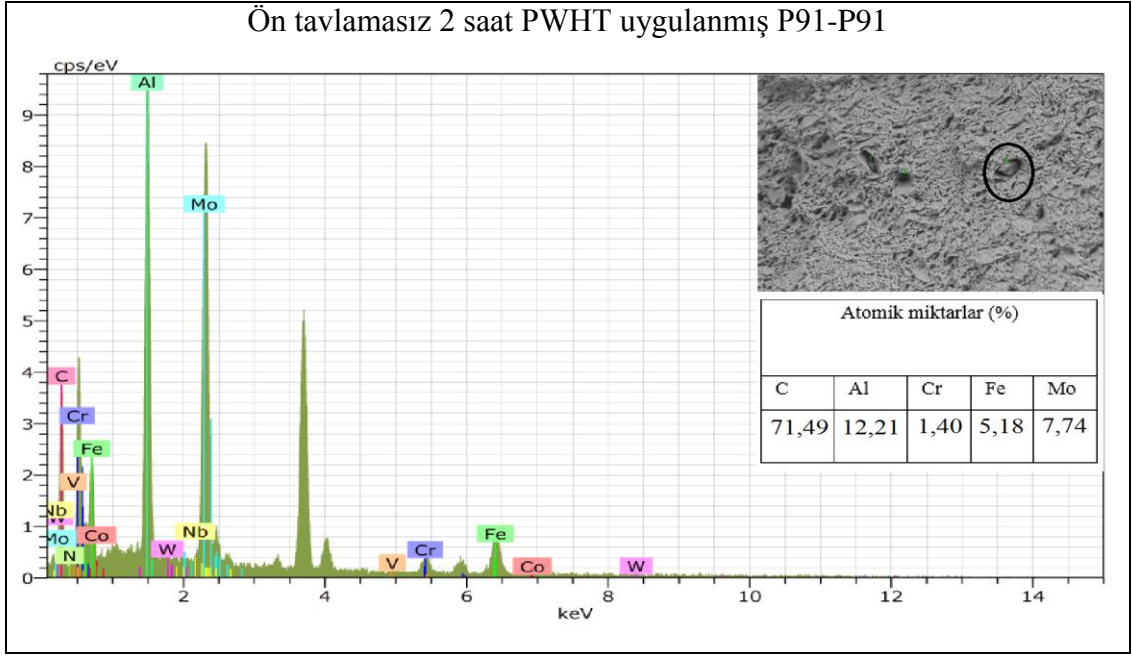 Ön tavlamasız 2 saat PWHT uygulanmış P91-P91
cps/eV
Al
9
8
Mo
7
6
5
C
4
Cr
3
Fe
V
2
Nb
W
1
Mo
N
Co
W
Nb
V
Cr
Fe
Co
W
0
2
4
6
8
10
12
14
keV
Atomik miktarlar (%)
C Al Cr Fe Mo
71,49 12,21 1,40 5,18 7,74